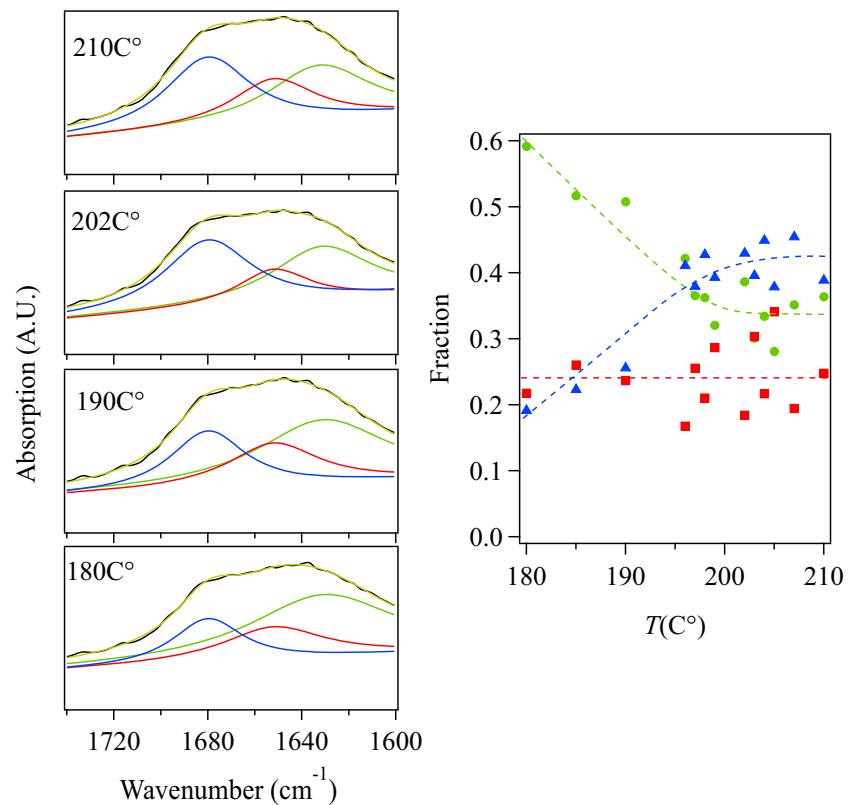 210C°
202C°
190C°
180C°
Absorption (A.U.)
1720
1680
1640
1600
Wavenumber (cm-1)
0.6
0.5
0.4
0.3
0.2
0.1
0.0
Fraction
180
190
200
210
T(C°)